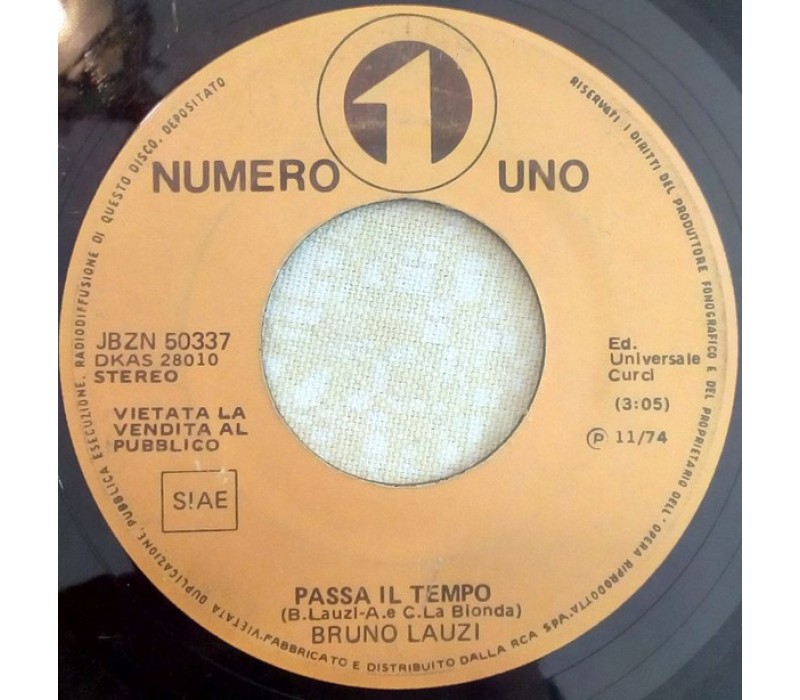 1
NUMERO UNO
JBZN 50337
DKAS 28010
STEREO
VIETATA LA
VENDITA AL
PUBBLICO
SIAE
Ed.
Universale
Curci
(3:05)
Ⓟ 11/74
PASSA IL TEMPO
(B.Lauzi-A.e C.La Bionda)
BRUNO LAUZI
RISERVATI I DIRITTI DEL PRODUTTORE FONOGRAFICO E DEL PROPRIETARIO DELL'OPERA RIPRODOTTA. VIETATA DUPLICAZIONE, PUBBLICA ESECUZIONE, RADIODIFFUSIONE DI QUESTO DISCO, DEPOSITATO
FABBRICATO E DISTRIBUITO DALLA RCA SPA.